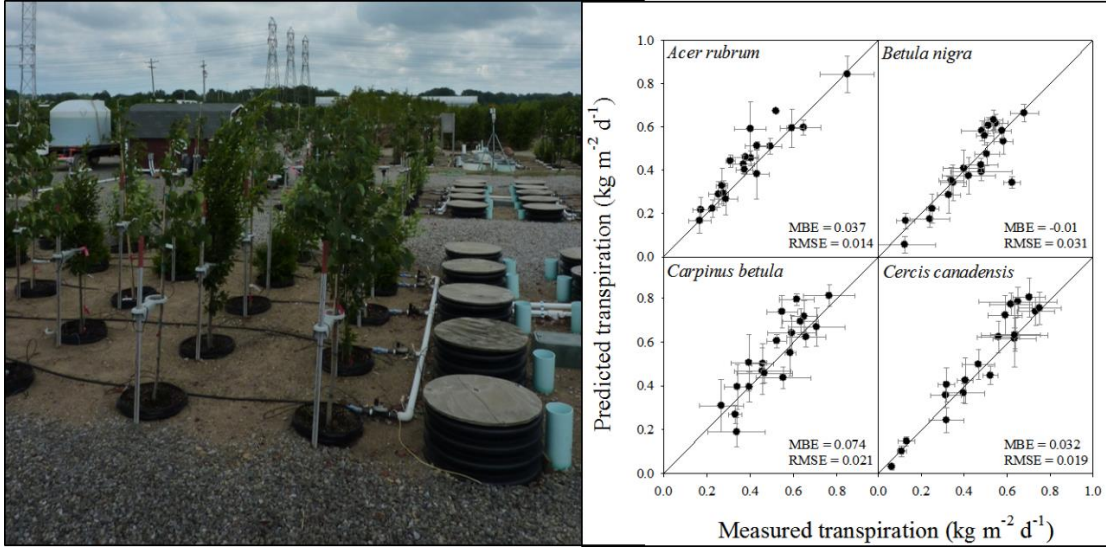 Predicted transpiration (kg m⁻² d⁻¹)
1.0
0.8
0.6
0.4
0.2
0.0
Acer rubrum
MBE = 0.037
RMSE = 0.014
Betula nigra
MBE = -0.01
RMSE = 0.031
0.8
0.6
0.4
0.2
0.0
Carpinus betula
MBE = 0.074
RMSE = 0.021
Cercis canadensis
MBE = 0.032
RMSE = 0.019
0.0 0.2 0.4 0.6 0.8 0.0 0.2 0.4 0.6 0.8 1.0
Measured transpiration (kg m⁻² d⁻¹)